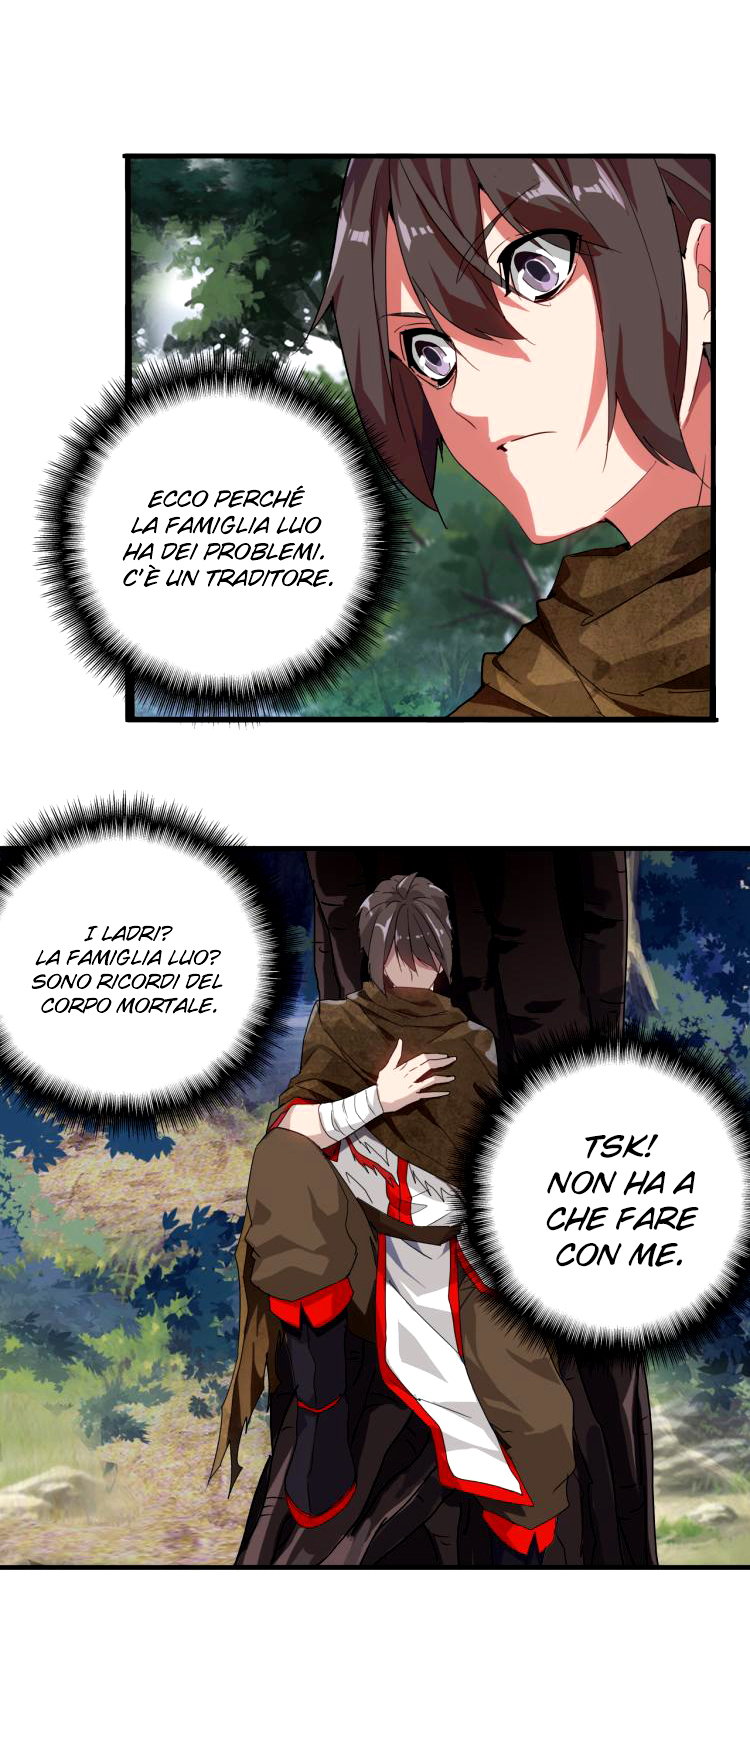 ECCO PERCHÉ
LA FAMIGLIA LUO
HA DEI PROBLEMI.
C'È UN TRADITORE.
I LADRI?
LA FAMIGLIA LUO?
SONO RICORDI DEL
CORPO MORTALE.
TSK!
NON HA A
CHE FARE
CON ME.